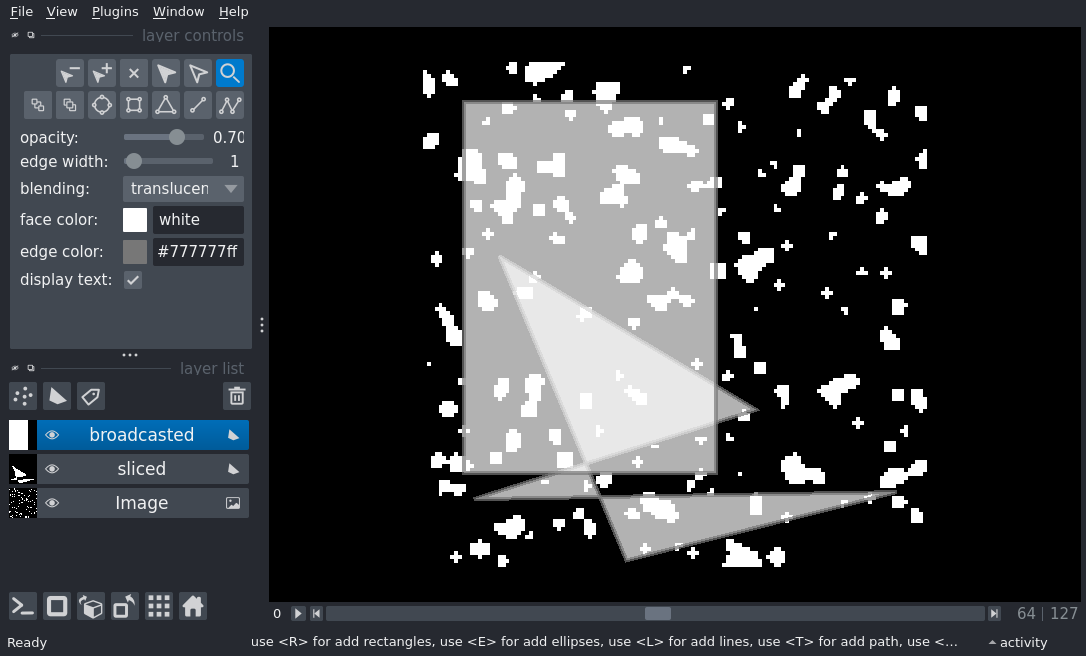 File View Plugins Window Help
layer controls
opacity: 0.70
edge width: 1
blending: translucen
face color: white
edge color: #777777ff
display text:
layer list
broadcasted
sliced
Image
0 64 127
Ready use <R> for add rectangles, use <E> for add ellipses, use <L> for add lines, use <T> for add path, use <... activity